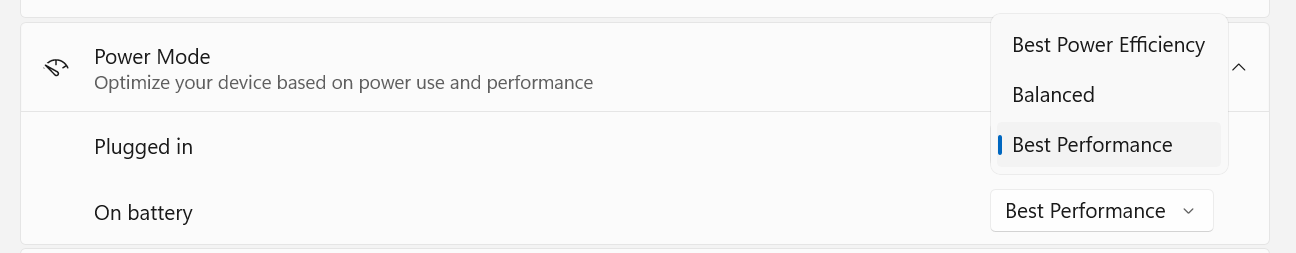 Power Mode
Optimize your device based on power use and performance
Best Power Efficiency
Balanced
Plugged in
Best Performance
On battery
Best Performance